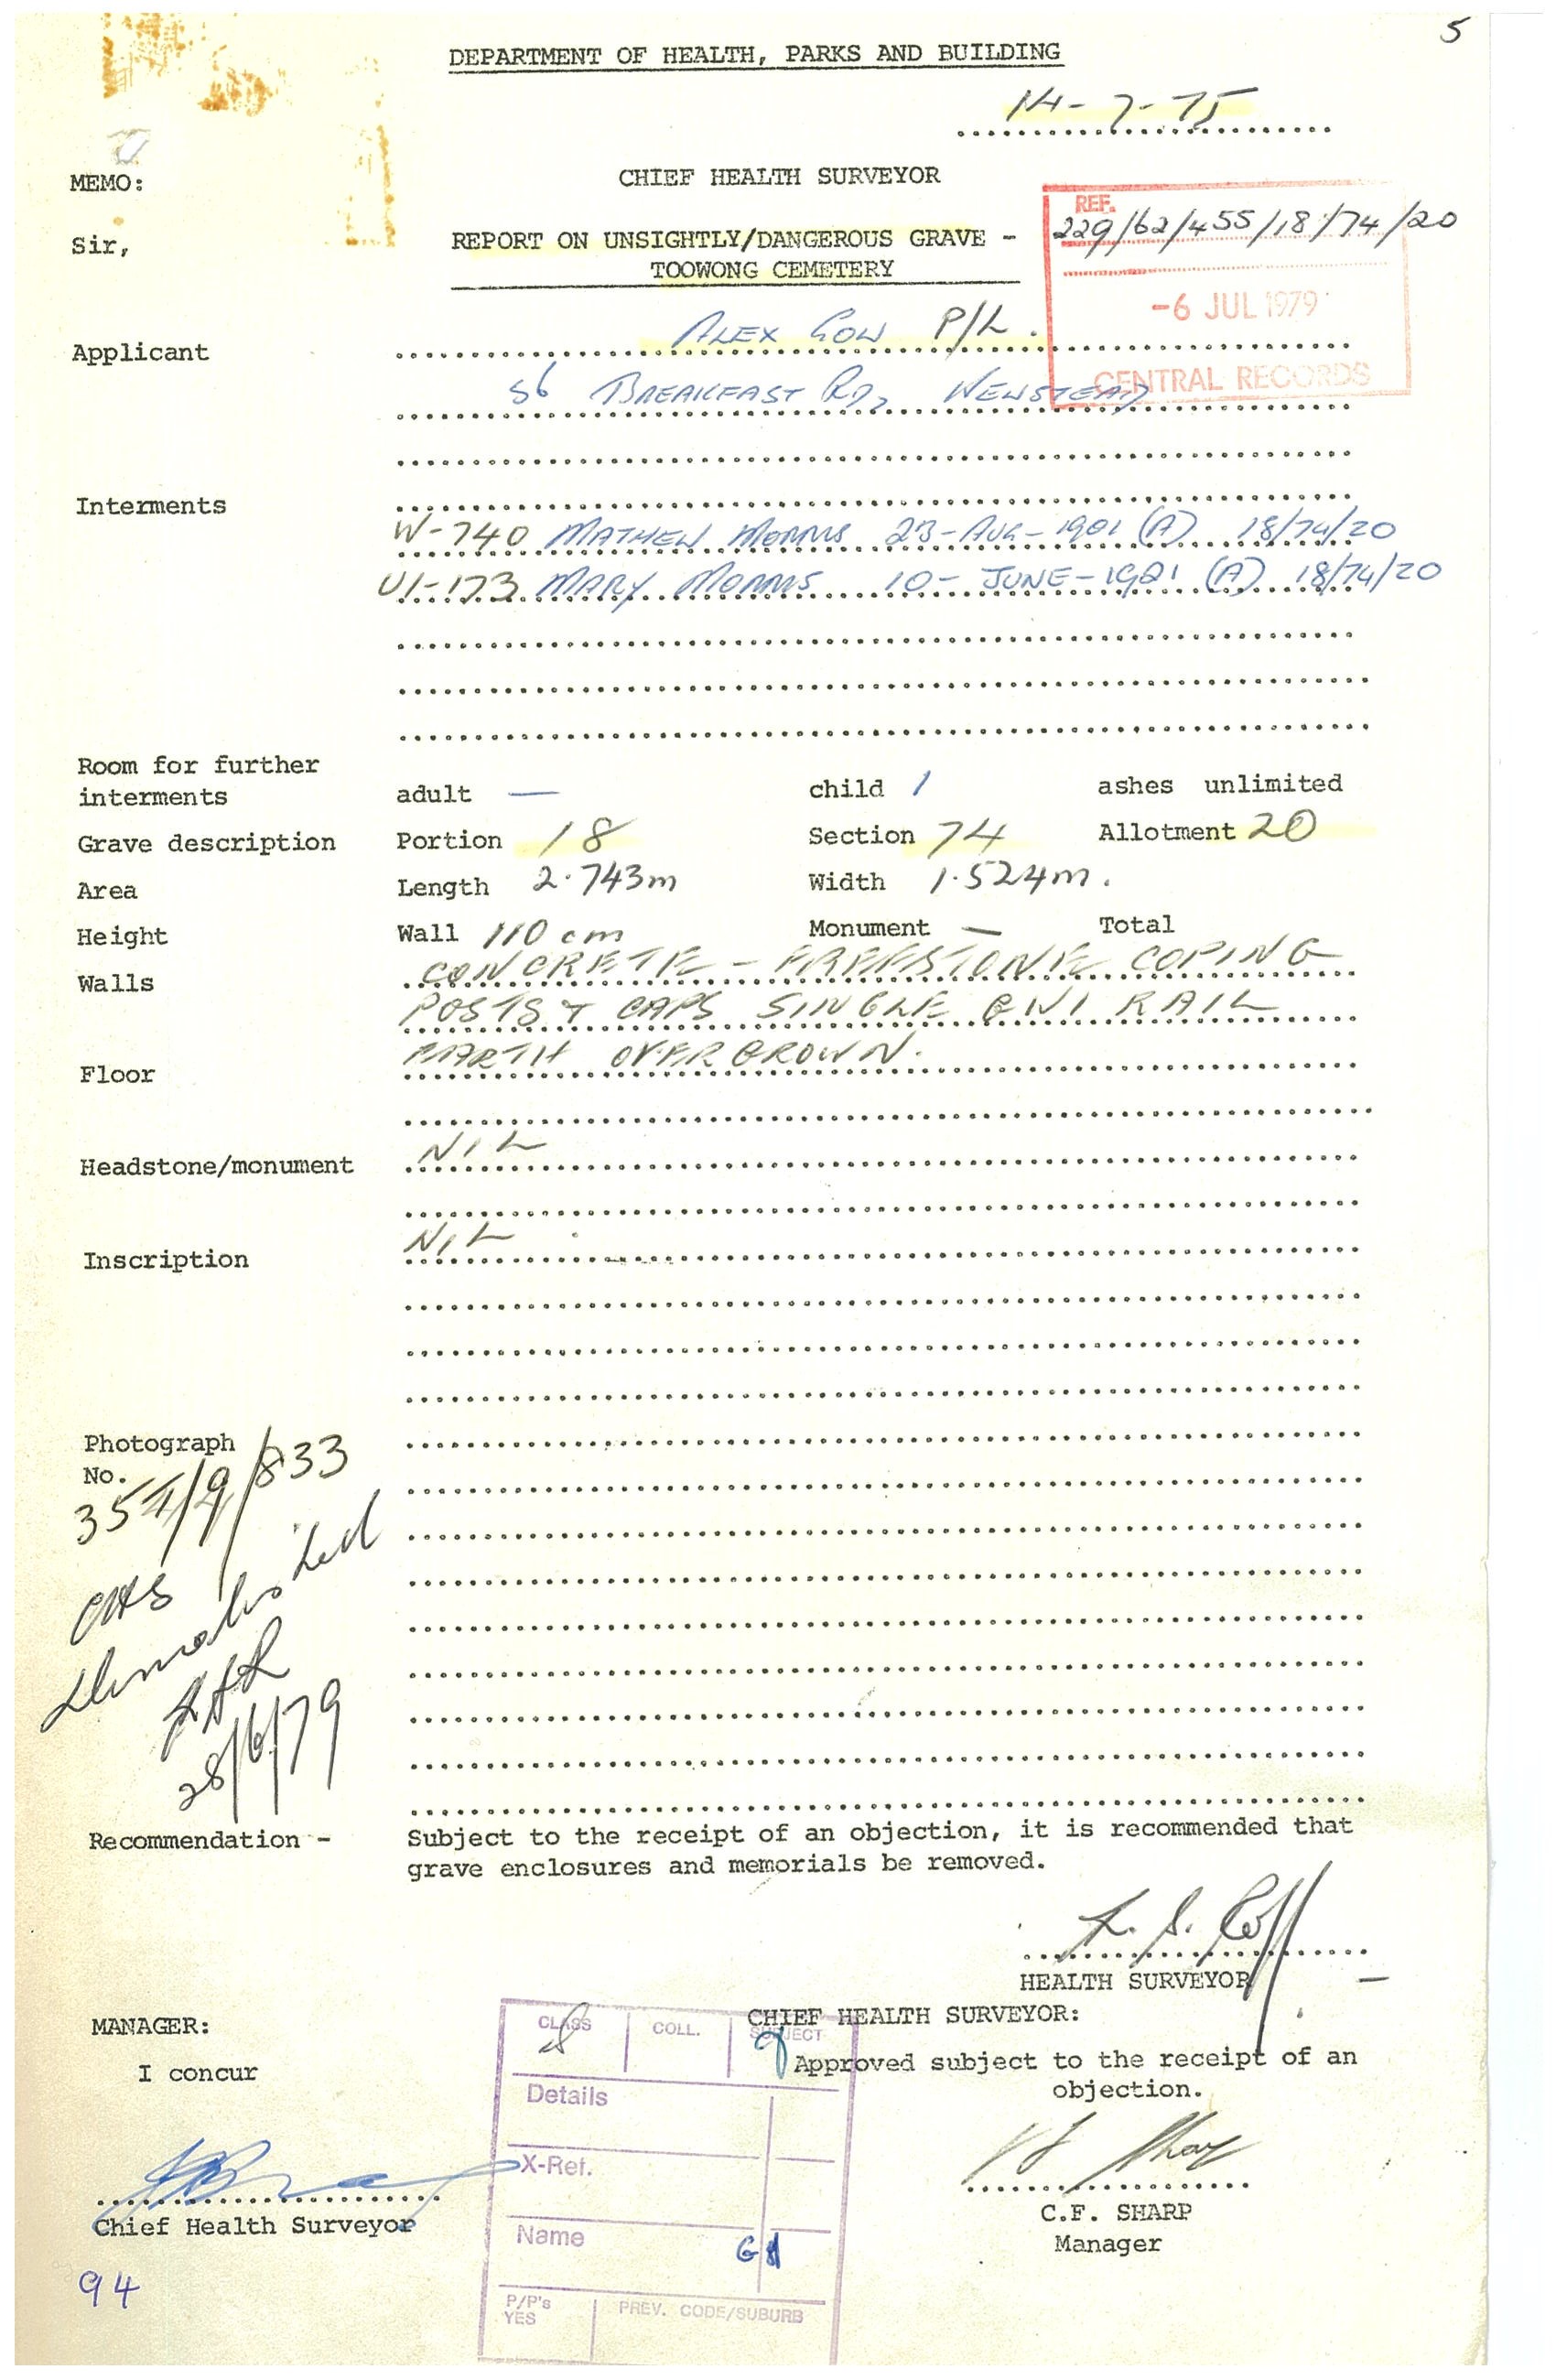 5
DEPARTMENT OF HEALTH, PARKS AND BUILDING
14-7-75
MEMO: CHIEF HEALTH SURVEYOR
REF.
229/62/455/18/74/20
Sir, REPORT ON UNSIGHTLY/DANGEROUS GRAVE -
TOOWONG CEMETERY
-6 JUL 1979
CENTRAL RECORDS
Applicant ALEX GOW P/L.
56 BREAKFAST RD, NEWSTEAD
Interments
W-740 MATHEW MORRIS 23-AUG-1901 (A) 18/74/20
U1-173 MARY MORRIS 10-JUNE-1921 (A) 18/74/20
Room for further
interments adult — child 1 ashes unlimited
Grave description Portion 18 Section 74 Allotment 20
Area Length 2.743m Width 1.524m.
Height Wall 110 cm Monument — Total
Walls CONCRETE - FREESTONE COPING
POSTS & CAPS SINGLE GWI RAIL
Floor EARTH OVERGROWN.
Headstone/monument NIL
Inscription NIL
Photograph
No.
354/9/833
CHS
Demolished
28/6/79
Recommendation - Subject to the receipt of an objection, it is recommended that
grave enclosures and memorials be removed.
HEALTH SURVEYOR
MANAGER: CHIEF HEALTH SURVEYOR:
I concur Approved subject to the receipt of an
objection.
Chief Health Surveyor
C.F. SHARP
Manager
94
CLASS COLL. SUBJECT
Details
X-Ref.
Name
P/P's
YES PREV. CODE/SUBURB